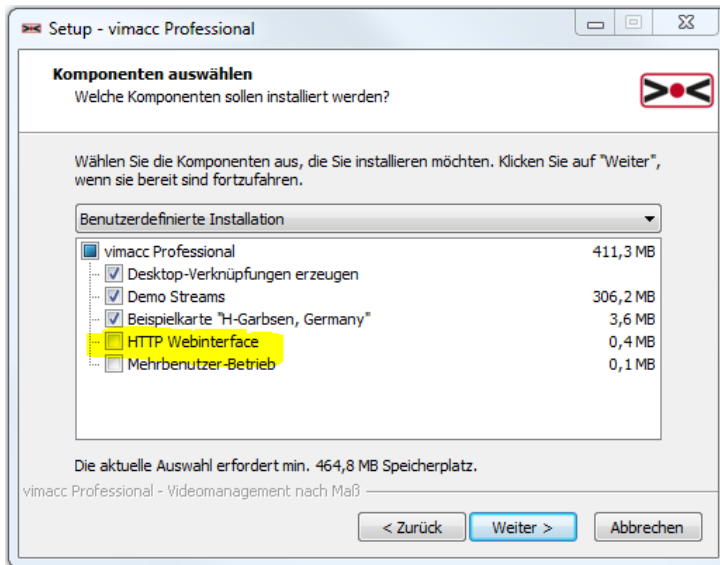 Setup - vimacc Professional
Komponenten auswählen
Welche Komponenten sollen installiert werden?
Wählen Sie die Komponenten aus, die Sie installieren möchten. Klicken Sie auf "Weiter",
wenn sie bereit sind fortzufahren.
Benutzerdefinierte Installation
vimacc Professional 411,3 MB
Desktop-Verknüpfungen erzeugen
Demo Streams 306,2 MB
Beispielkarte "H-Garbsen, Germany" 3,6 MB
HTTP Webinterface 0,4 MB
Mehrbenutzer-Betrieb 0,1 MB
Die aktuelle Auswahl erfordert min. 464,8 MB Speicherplatz.
vimacc Professional - Videomanagement nach Maß
< Zurück Weiter > Abbrechen